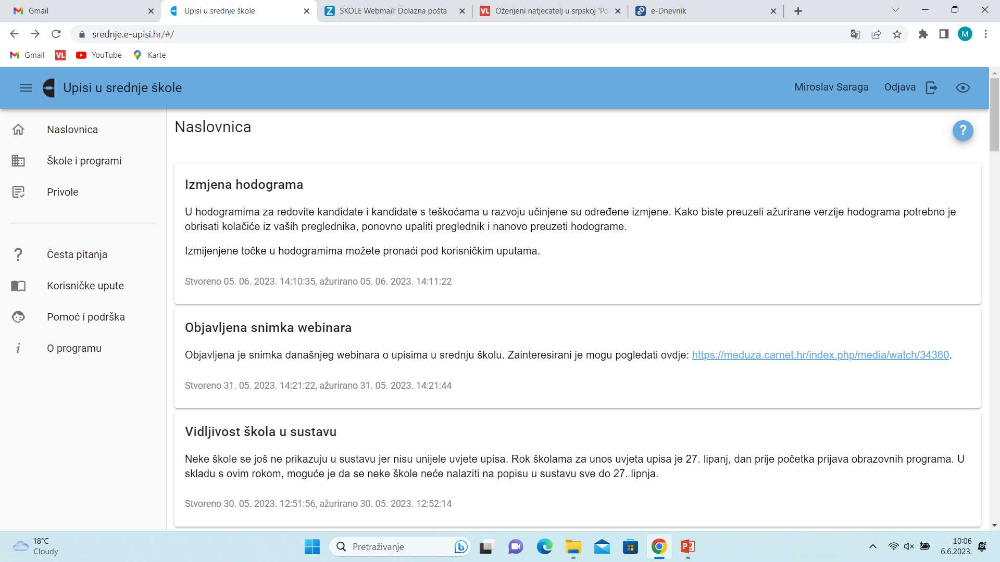 Gmail
Upisi u srednje škole
SKOLE Webmail: Dolazna pošta
Oženjeni natjecatelj u srpskoj 'Po
e-Dnevnik
srednje.e-upisi.hr/#/
M
Gmail
VL
YouTube
Karte
Upisi u srednje škole
Miroslav Saraga
Odjava
Naslovnica
Škole i programi
Privole
Česta pitanja
Korisničke upute
Pomoć i podrška
O programu
Naslovnica
?
Izmjena hodograma
U hodogramima za redovite kandidate i kandidate s teškoćama u razvoju učinjene su određene izmjene. Kako biste preuzeli ažurirane verzije hodograma potrebno je
obrisati kolačiće iz vaših preglednika, ponovno upaliti preglednik i nanovo preuzeti hodograme.
Izmijenjene točke u hodogramima možete pronaći pod korisničkim uputama.
Stvoreno 05. 06. 2023. 14:10:35, ažurirano 05. 06. 2023. 14:11:22
Objavljena snimka webinara
Objavljena je snimka današnjeg webinara o upisima u srednju školu. Zainteresirani je mogu pogledati ovdje: https://meduza.carnet.hr/index.php/media/watch/34360.
Stvoreno 31. 05. 2023. 14:21:22, ažurirano 31. 05. 2023. 14:21:44
Vidljivost škola u sustavu
Neke škole se još ne prikazuju u sustavu jer nisu unijele uvjete upisa. Rok školama za unos uvjeta upisa je 27. lipanj, dan prije početka prijava obrazovnih programa. U
skladu s ovim rokom, moguće je da se neke škole neće nalaziti na popisu u sustavu sve do 27. lipnja.
Stvoreno 30. 05. 2023. 12:51:56, ažurirano 30. 05. 2023. 12:52:14
18°C
Cloudy
Pretraživanje
10:06
6.6.2023.